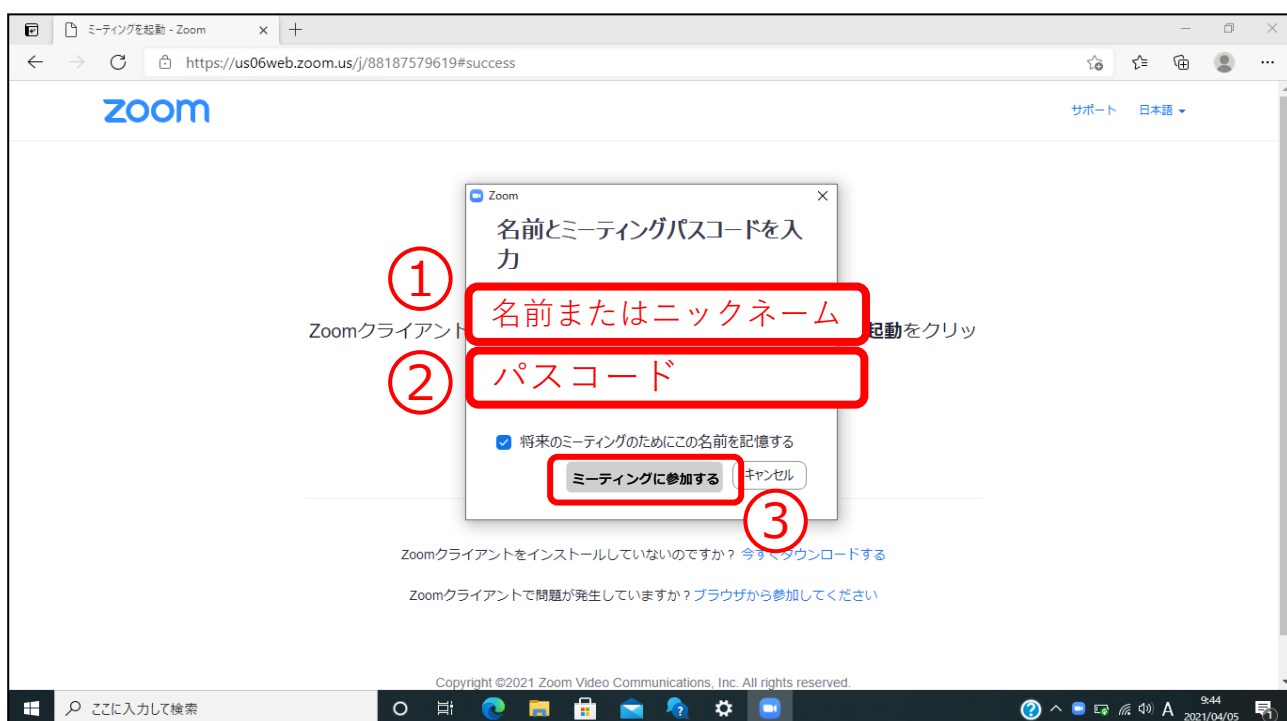 ミーティングを起動 - Zoom
https://us06web.zoom.us/j/88187579619#success
zoom
サポート 日本語
Zoom
名前とミーティングパスコードを入
力
①
名前またはニックネーム
Zoomクライアント 起動をクリッ
②
パスコード
将来のミーティングのためにこの名前を記憶する
ミーティングに参加する キャンセル
③
Zoomクライアントをインストールしていないのですか？ 今すぐダウンロードする
Zoomクライアントで問題が発生していますか？ブラウザから参加してください
Copyright ©2021 Zoom Video Communications, Inc. All rights reserved.
ここに入力して検索
A
9:44
2021/04/05